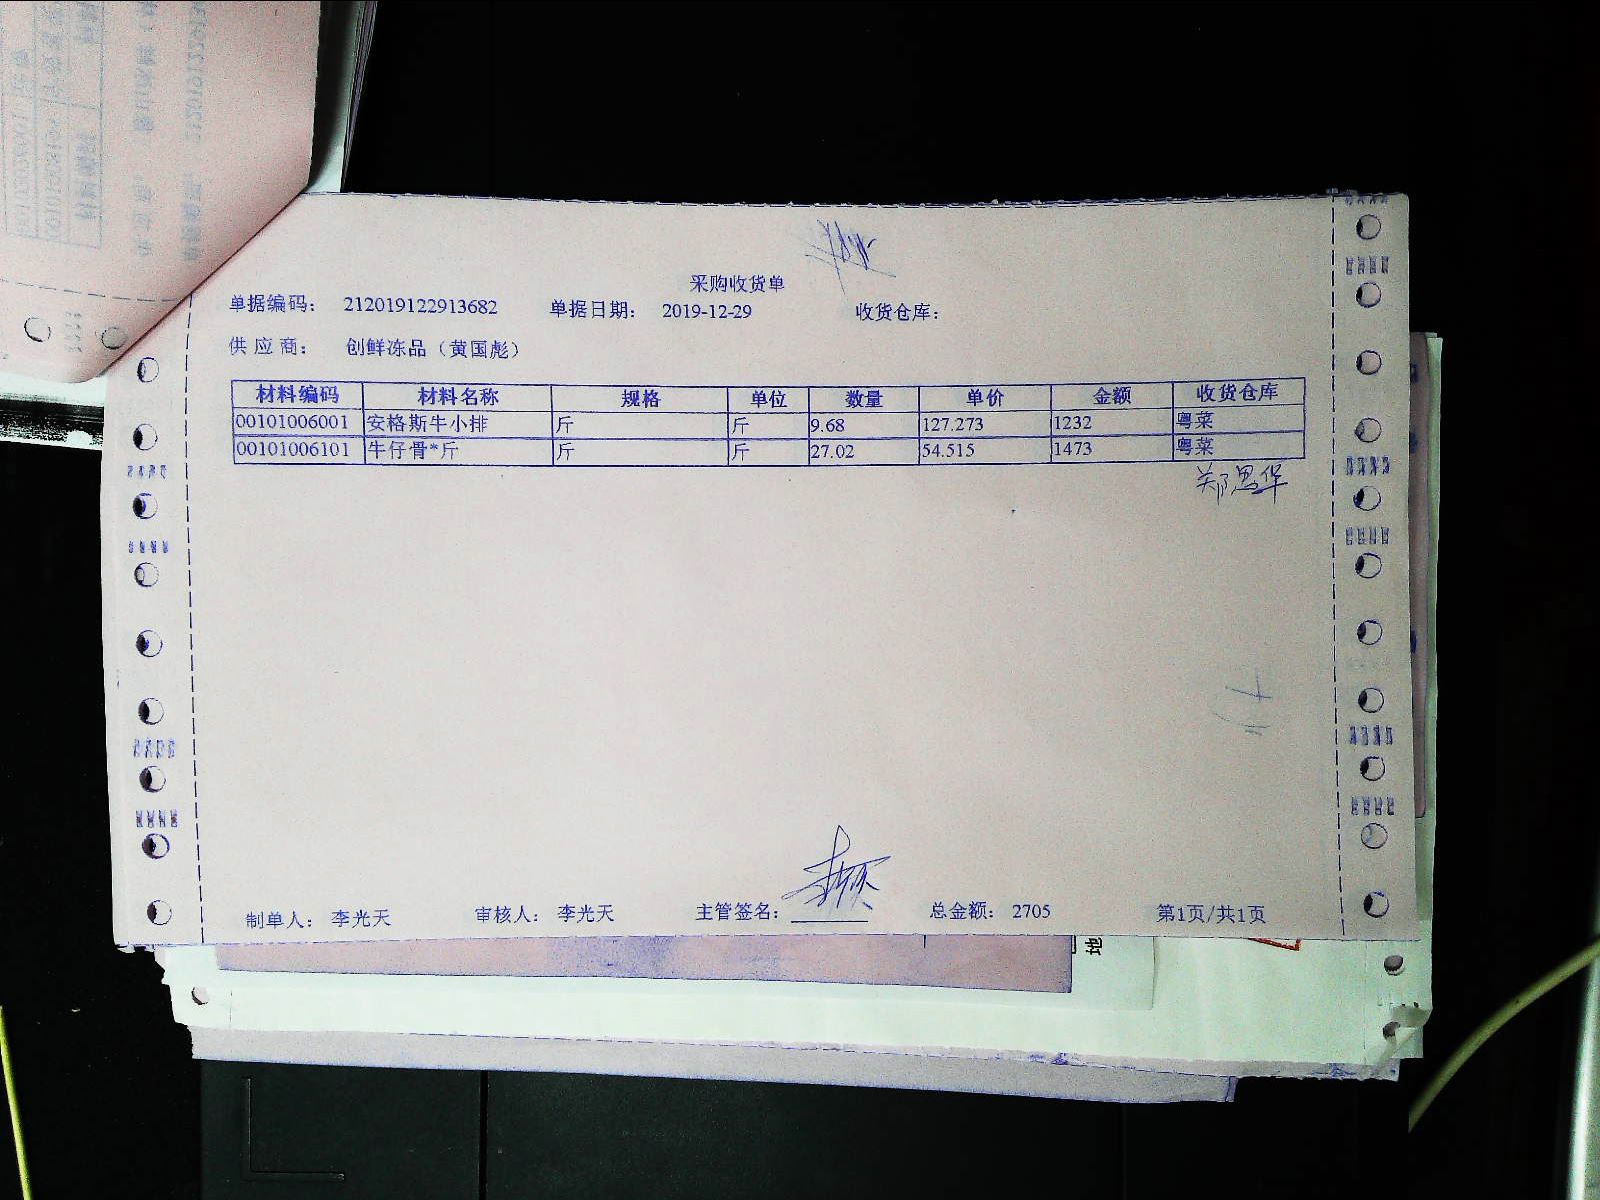 采购收货单
单据编码： 212019122913682 单据日期： 2019-12-29 收货仓库：
供应商： 创鲜冻品（黄国彪）
材料编码 材料名称 规格 单位 数量 单价 金额 收货仓库
00101006001 安格斯牛小排 斤 斤 9.68 127.273 1232 粤菜
00101006101 牛仔骨*斤 斤 斤 27.02 54.515 1473 粤菜
郑思华
制单人： 李光天 审核人： 李光天 主管签名： 总金额： 2705 第1页/共1页
地